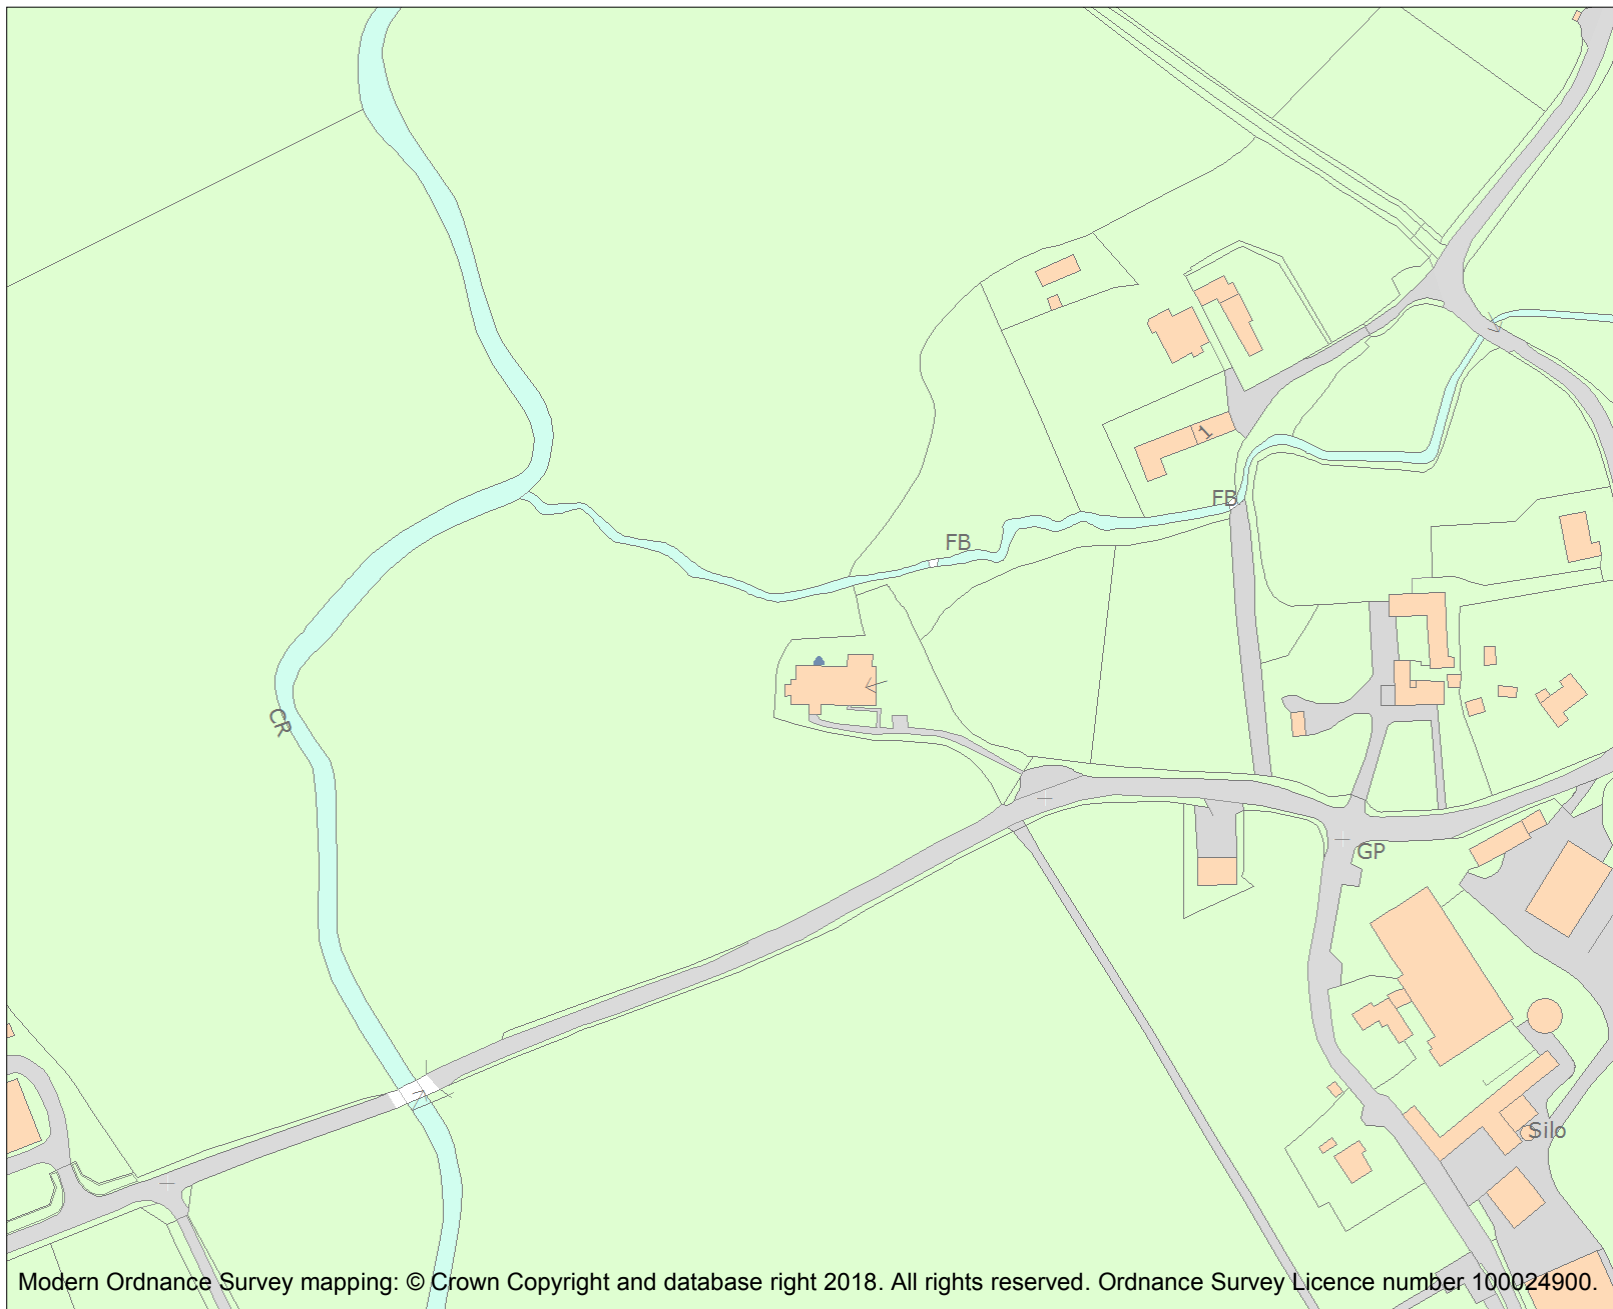 1
FB
FB
CR
GP
Silo
Modern Ordnance Survey mapping: © Crown Copyright and database right 2018. All rights reserved. Ordnance Survey Licence number 100024900.